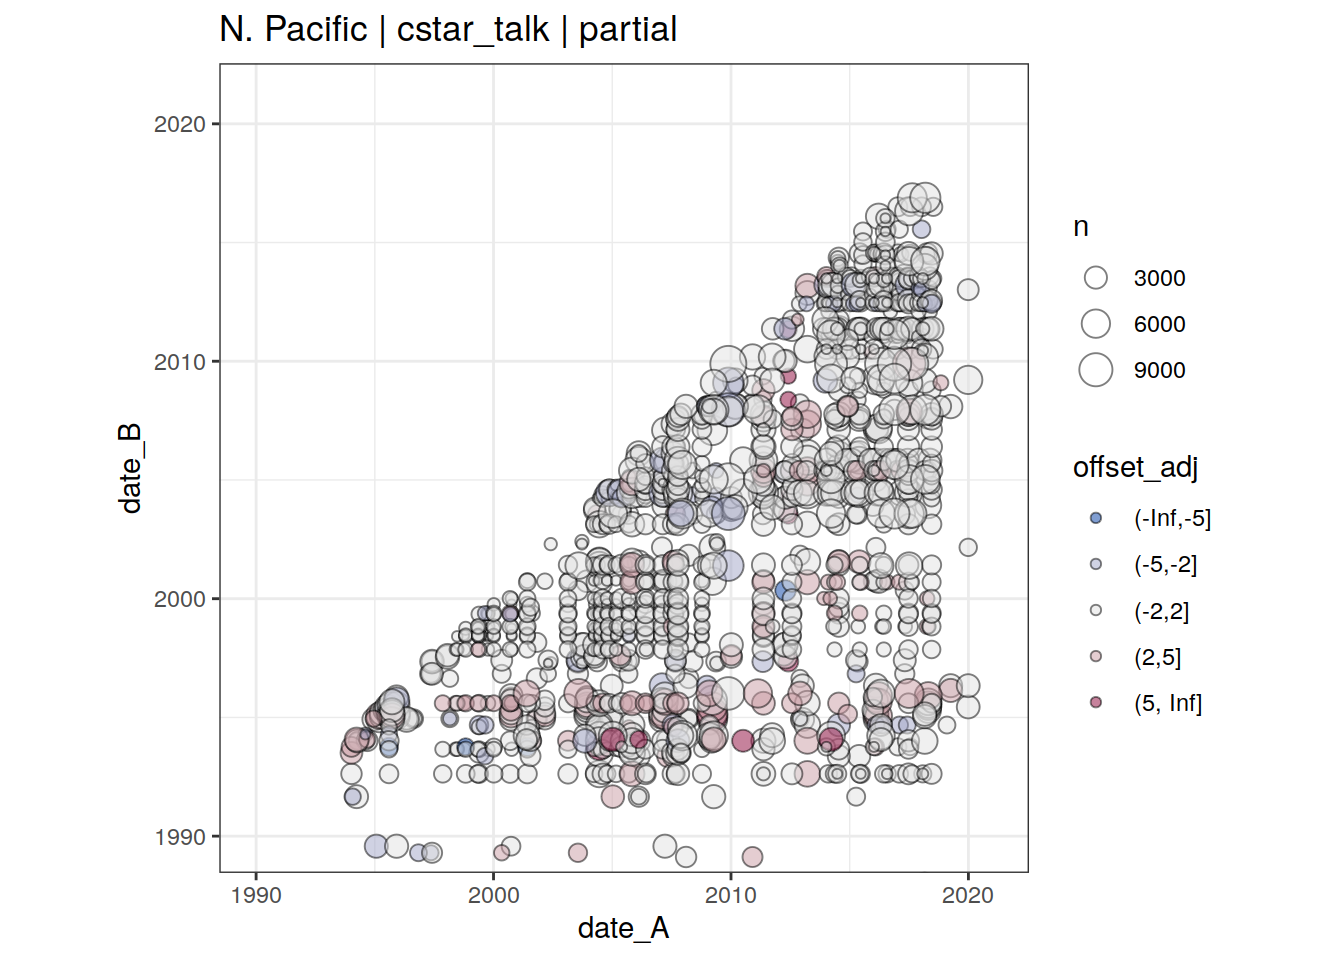 N. Pacific | cstar_talk | partial
2020
2010
2000
1990
date_B
1990
2000
2010
2020
date_A
n
3000
6000
9000
offset_adj
(-Inf,-5]
(-5,-2]
(-2,2]
(2,5]
(5, Inf]